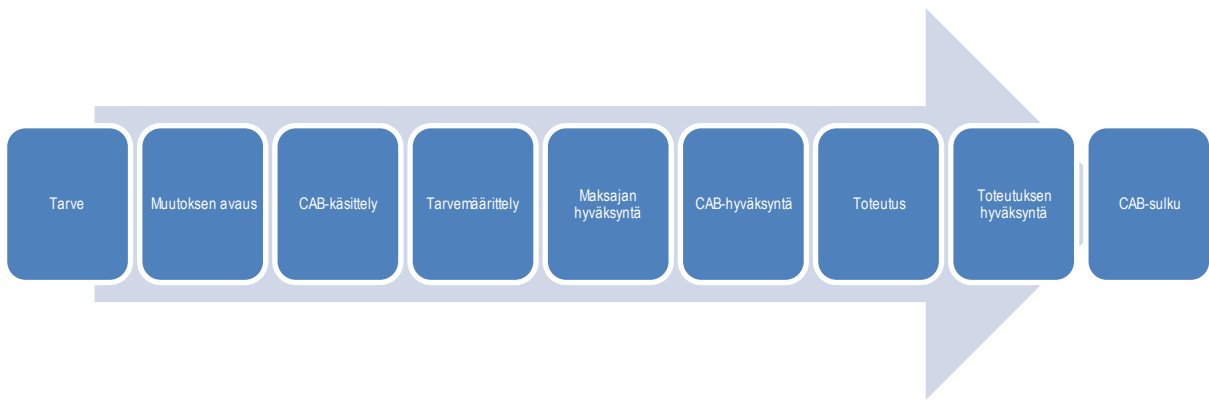 Tarve
Muutoksen avaus
CAB-käsittely
Tarvemäärittely
Maksajan
hyväksyntä
CAB-hyväksyntä
Toteutus
Toteutuksen
hyväksyntä
CAB-sulku